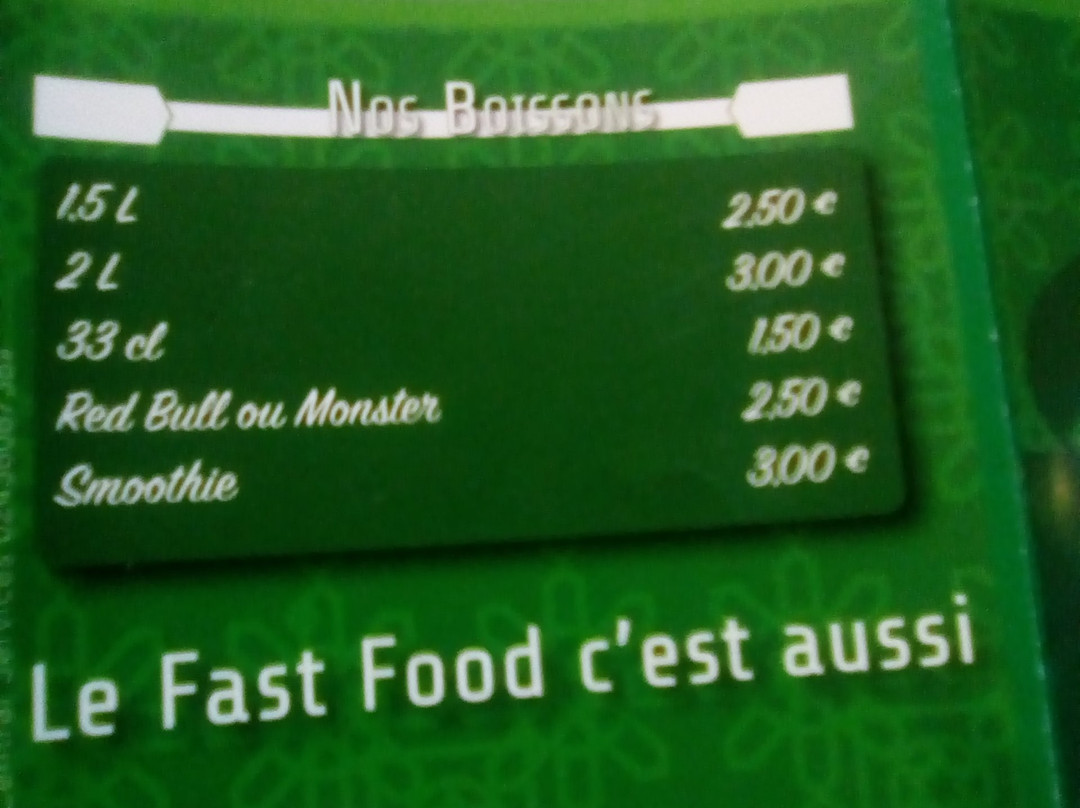 Nos Boissons
1.5 L 2.50 €
2 L 3.00 €
33 cl 1.50 €
Red Bull ou Monster 2.50 €
Smoothie 3.00 €
Le Fast Food c'est aussi